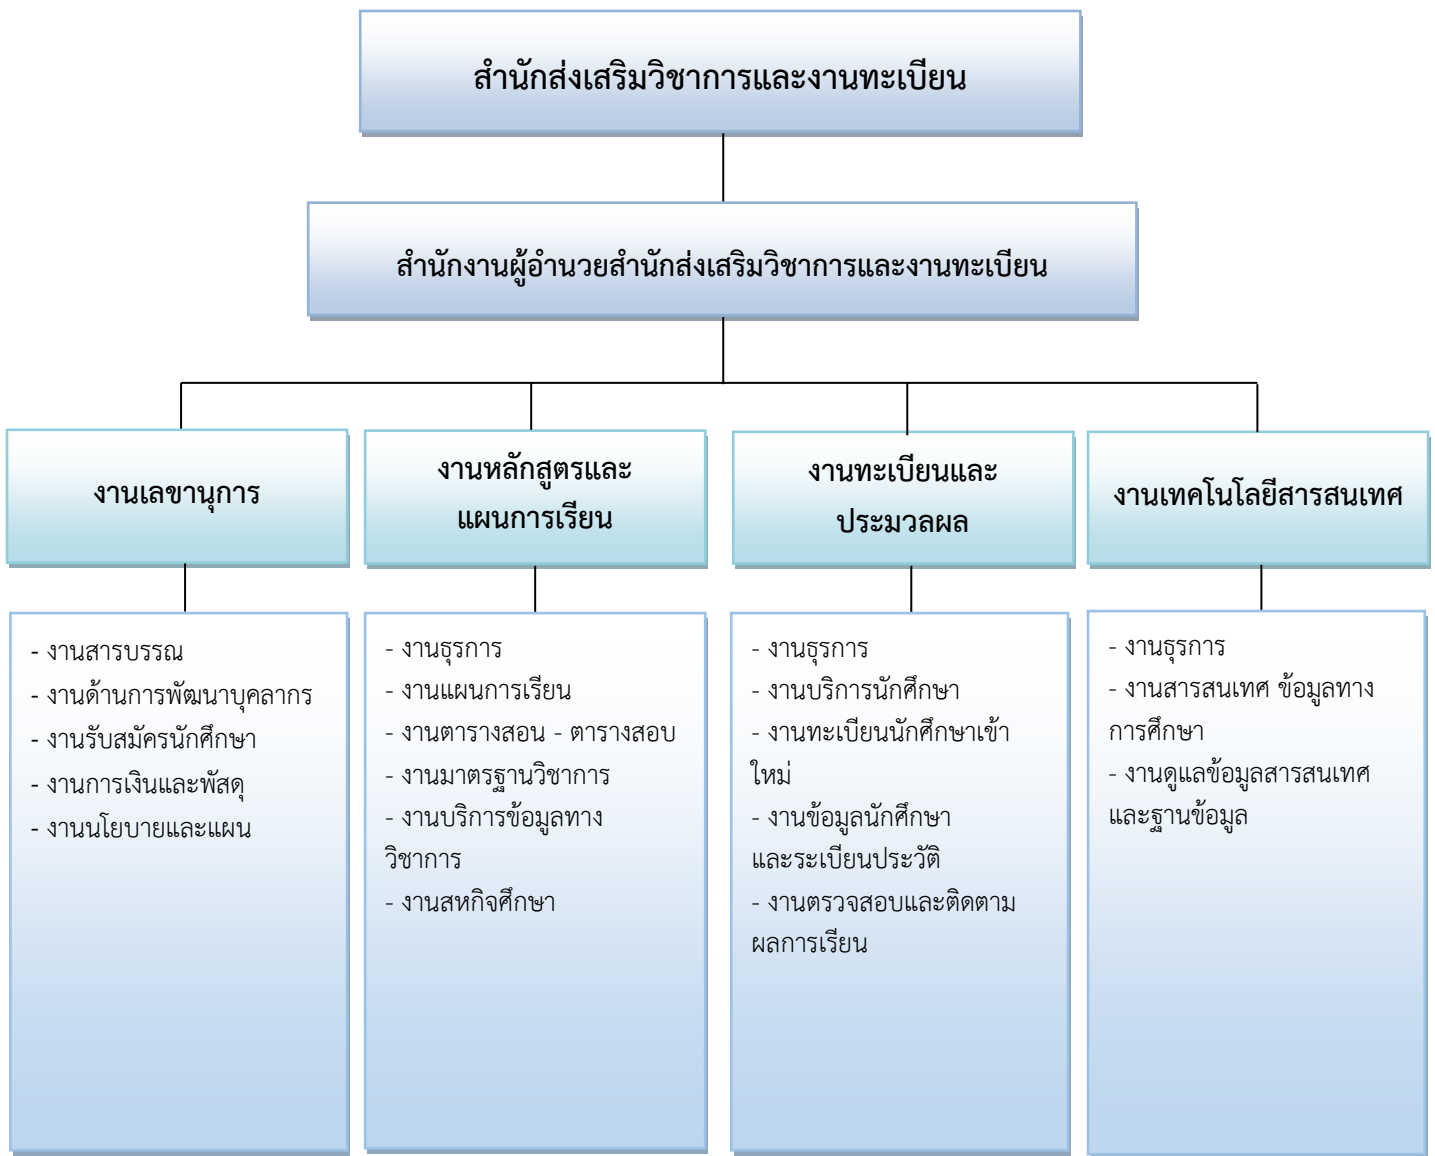 สำนักส่งเสริมวิชาการและงานทะเบียน
สำนักงานผู้อำนวยสำนักส่งเสริมวิชาการและงานทะเบียน
งานเลขานุการ
งานหลักสูตรและ
แผนการเรียน
งานทะเบียนและ
ประมวลผล
งานเทคโนโลยีสารสนเทศ
- งานสารบรรณ
- งานด้านการพัฒนาบุคลากร
- งานรับสมัครนักศึกษา
- งานการเงินและพัสดุ
- งานนโยบายและแผน
- งานธุรการ
- งานแผนการเรียน
- งานตารางสอน - ตารางสอบ
- งานมาตรฐานวิชาการ
- งานบริการข้อมูลทาง
วิชาการ
- งานสหกิจศึกษา
- งานธุรการ
- งานบริการนักศึกษา
- งานทะเบียนนักศึกษาเข้า
ใหม่
- งานข้อมูลนักศึกษา
และระเบียนประวัติ
- งานตรวจสอบและติดตาม
ผลการเรียน
- งานธุรการ
- งานสารสนเทศ ข้อมูลทาง
การศึกษา
- งานดูแลข้อมูลสารสนเทศ
และฐานข้อมูล